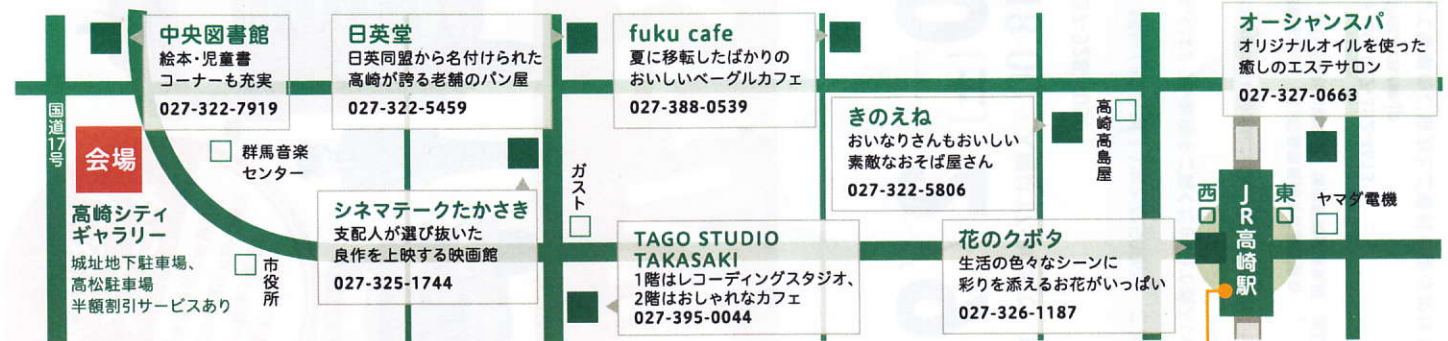 中央図書館
絵本・児童書
コーナーも充実
027-322-7919
日英堂
日英同盟から名付けられた
高崎が誇る老舗のパン屋
027-322-5459
fuku cafe
夏に移転したばかりの
おいしいベーグルカフェ
027-388-0539
オーシャンスパ
オリジナルオイルを使った
癒しのエステサロン
027-327-0663
きのえね
おいなりさんもおいしい
素敵なおそば屋さん
027-322-5806
高崎高島屋
国道17号
会場
高崎シティ
ギャラリー
城址地下駐車場、
高松駐車場
半額割引サービスあり
群馬音楽
センター
市役所
シネマテークたかさき
支配人が選び抜いた
良作を上映する映画館
027-325-1744
ガスト
TAGO STUDIO
TAKASAKI
1階はレコーディングスタジオ、
2階はおしゃれなカフェ
027-395-0044
花のクボタ
生活の色々なシーンに
彩りを添えるお花がいっぱい
027-326-1187
西口
JR高崎駅
東口
ヤマダ電機